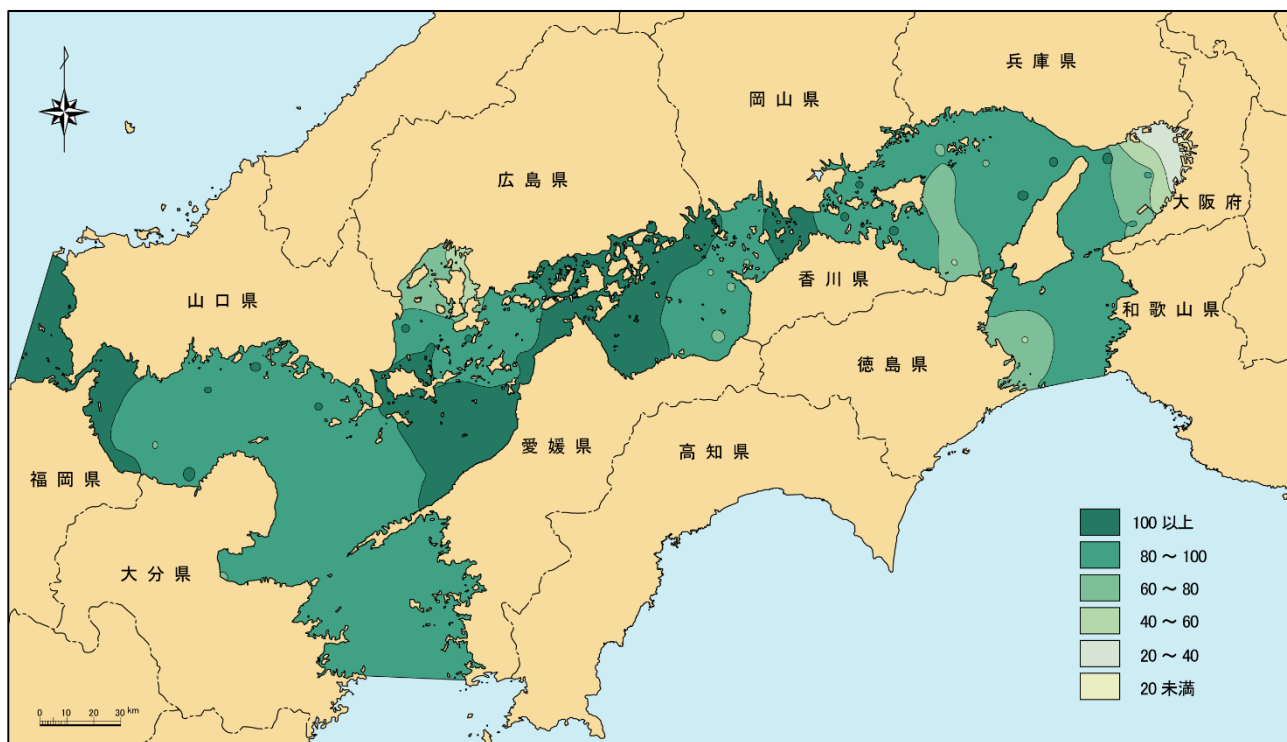 兵庫県
岡山県
広島県
大阪府
香川県
山口県
和歌山県
徳島県
愛媛県
高知県
福岡県
大分県
100 以上
80 ～ 100
60 ～ 80
40 ～ 60
20 ～ 40
20 未満
0 10 20 30 km